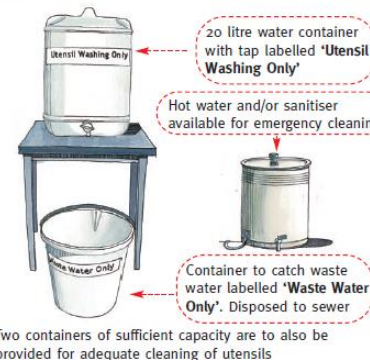 Utensil Washing Only
20 litre water container
with tap labelled ‘Utensil
Washing Only’
Hot water and/or sanitiser
available for emergency
Waste Water Only
Container to catch waste
water labelled ‘Waste Water
Only’. Disposed to sewer
Two containers of sufficient capacity are to also be
provided for adequate cleaning of utensils